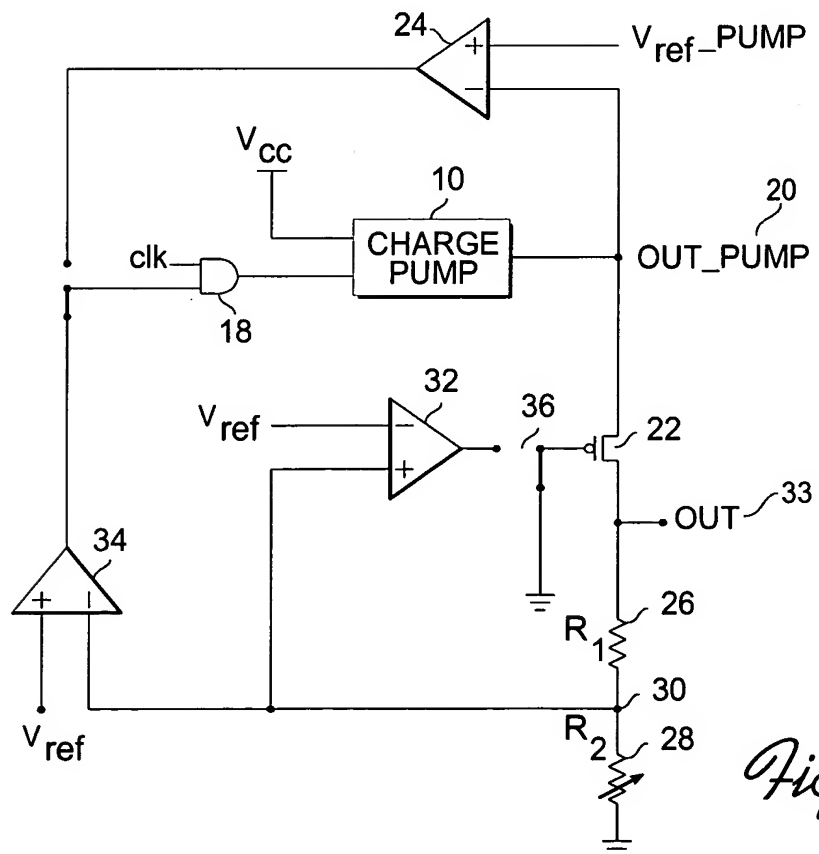 24
+
−
V_ref_PUMP
V_CC
10
20
CHARGE
PUMP
OUT_PUMP
clk
18
32
36
V_ref
−
+
22
OUT
33
34
+
−
26
R_1
30
V_ref
R_2
28